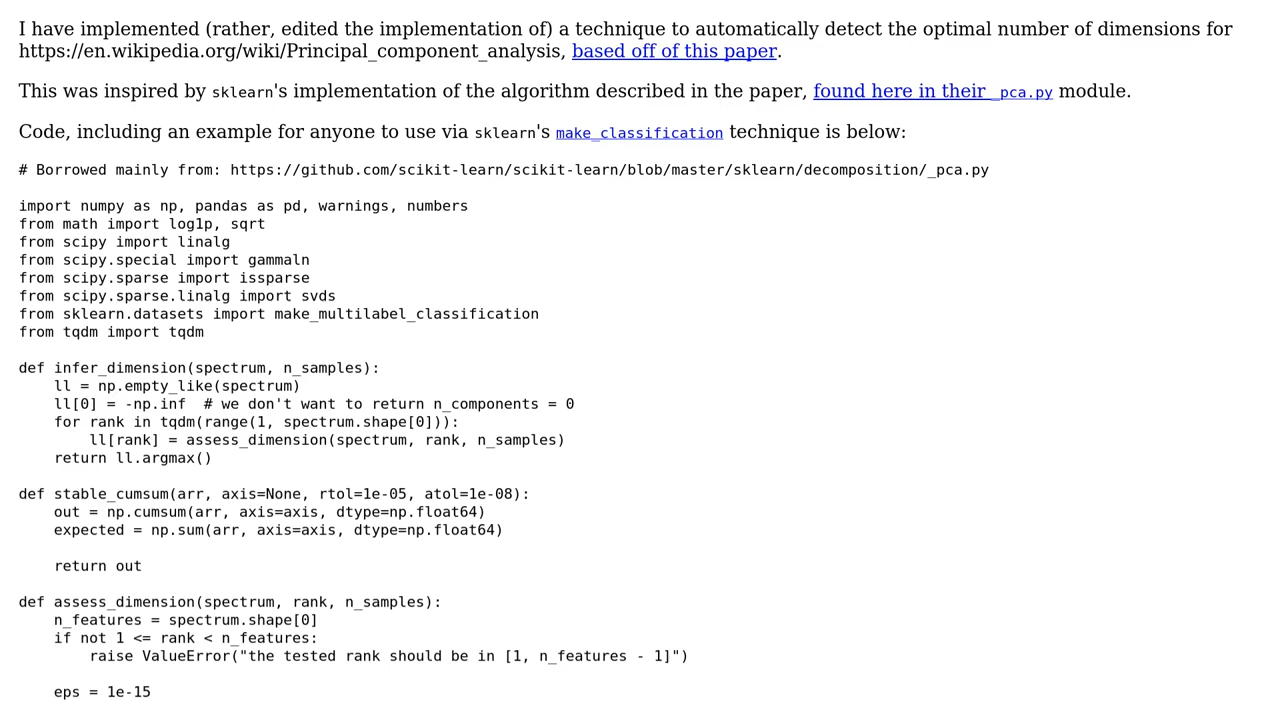 I have implemented (rather, edited the implementation of) a technique to automatically detect the optimal number of dimensions for
https://en.wikipedia.org/wiki/Principal_component_analysis, based off of this paper.
This was inspired by sklearn's implementation of the algorithm described in the paper, found here in their _pca.py module.
Code, including an example for anyone to use via sklearn's make_classification technique is below:
# Borrowed mainly from: https://github.com/scikit-learn/scikit-learn/blob/master/sklearn/decomposition/_pca.py
import numpy as np, pandas as pd, warnings, numbers
from math import log1p, sqrt
from scipy import linalg
from scipy.special import gammaln
from scipy.sparse import issparse
from scipy.sparse.linalg import svds
from sklearn.datasets import make_multilabel_classification
from tqdm import tqdm
def infer_dimension(spectrum, n_samples):
    ll = np.empty_like(spectrum)
    ll[0] = -np.inf  # we don't want to return n_components = 0
    for rank in tqdm(range(1, spectrum.shape[0])):
        ll[rank] = assess_dimension(spectrum, rank, n_samples)
    return ll.argmax()
def stable_cumsum(arr, axis=None, rtol=1e-05, atol=1e-08):
    out = np.cumsum(arr, axis=axis, dtype=np.float64)
    expected = np.sum(arr, axis=axis, dtype=np.float64)
    return out
def assess_dimension(spectrum, rank, n_samples):
    n_features = spectrum.shape[0]
    if not 1 <= rank < n_features:
        raise ValueError("the tested rank should be in [1, n_features - 1]")
    eps = 1e-15